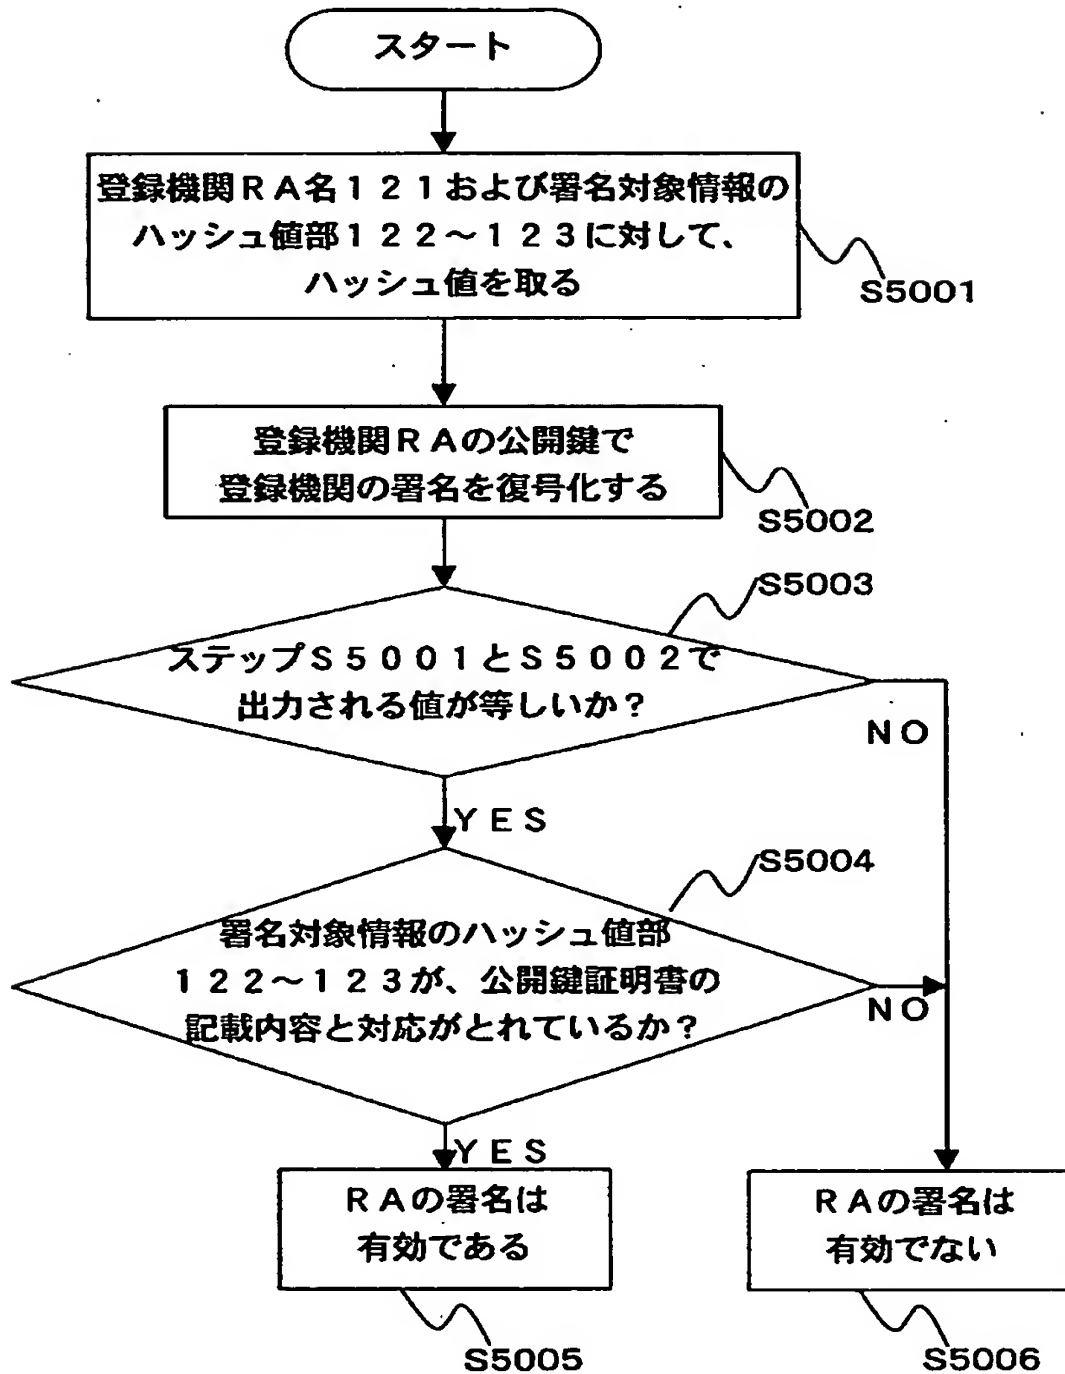 スタート
登録機関ＲＡ名１２１および署名対象情報の
ハッシュ値部１２２～１２３に対して、
ハッシュ値を取る
S5001
登録機関ＲＡの公開鍵で
登録機関の署名を復号化する
S5002
S5003
ステップＳ５００１とＳ５００２で
出力される値が等しいか？
ＮＯ
ＹＥＳ
S5004
署名対象情報のハッシュ値部
１２２～１２３が、公開鍵証明書の
記載内容と対応がとれているか？
ＮＯ
ＹＥＳ
ＲＡの署名は
有効である
ＲＡの署名は
有効でない
S5005
S5006